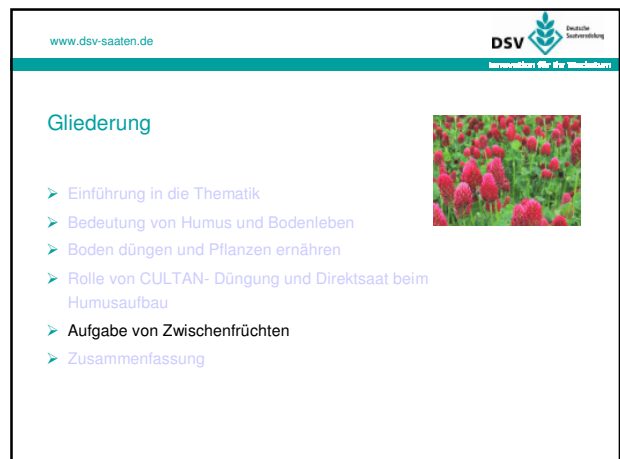 www.dsv-saaten.de
DSV
Deutsche
Saatveredelung
Innovation für Ihr Wachstum
Gliederung
➢ Einführung in die Thematik
➢ Bedeutung von Humus und Bodenleben
➢ Boden düngen und Pflanzen ernähren
➢ Rolle von CULTAN- Düngung und Direktsaat beim
Humusaufbau
➢ Aufgabe von Zwischenfrüchten
➢ Zusammenfassung